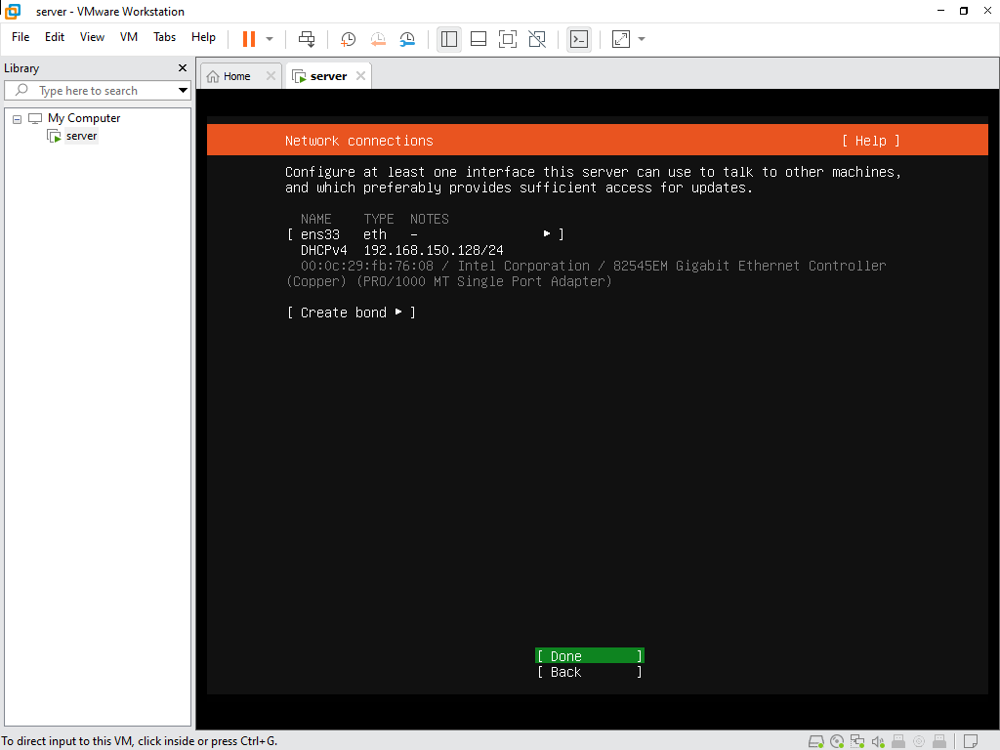 server - VMware Workstation
File Edit View VM Tabs Help
Library
Type here to search
My Computer
server
Home server
Network connections [ Help ]
Configure at least one interface this server can use to talk to other machines,
and which preferably provides sufficient access for updates.
NAME TYPE NOTES
[ ens33 eth - ▸ ]
DHCPv4 192.168.150.128/24
00:0c:29:fb:76:08 / Intel Corporation / 82545EM Gigabit Ethernet Controller
(Copper) (PRO/1000 MT Single Port Adapter)
[ Create bond ▸ ]
[ Done ]
[ Back ]
To direct input to this VM, click inside or press Ctrl+G.